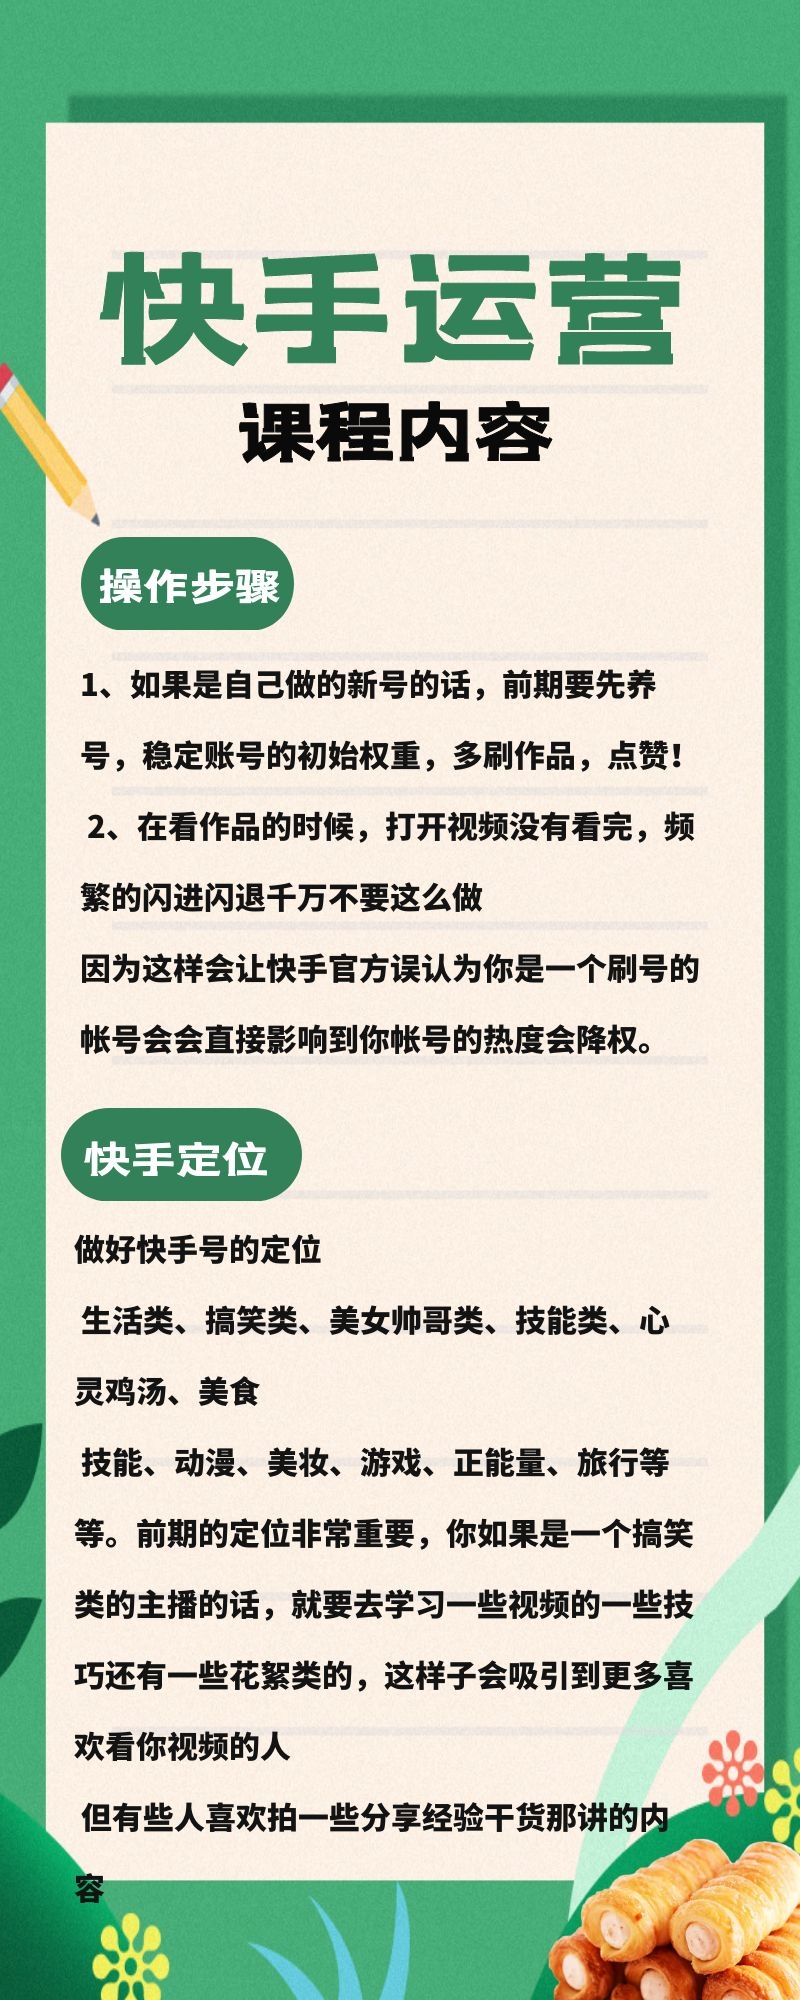 快手运营
课程内容
操作步骤
1、如果是自己做的新号的话，前期要先养
号，稳定账号的初始权重，多刷作品，点赞！
2、在看作品的时候，打开视频没有看完，频
繁的闪进闪退千万不要这么做
因为这样会让快手官方误认为你是一个刷号的
帐号会会直接影响到你帐号的热度会降权。
快手定位
做好快手号的定位
生活类、搞笑类、美女帅哥类、技能类、心
灵鸡汤、美食
技能、动漫、美妆、游戏、正能量、旅行等
等。前期的定位非常重要，你如果是一个搞笑
类的主播的话，就要去学习一些视频的一些技
巧还有一些花絮类的，这样子会吸引到更多喜
欢看你视频的人
但有些人喜欢拍一些分享经验干货那讲的内
容